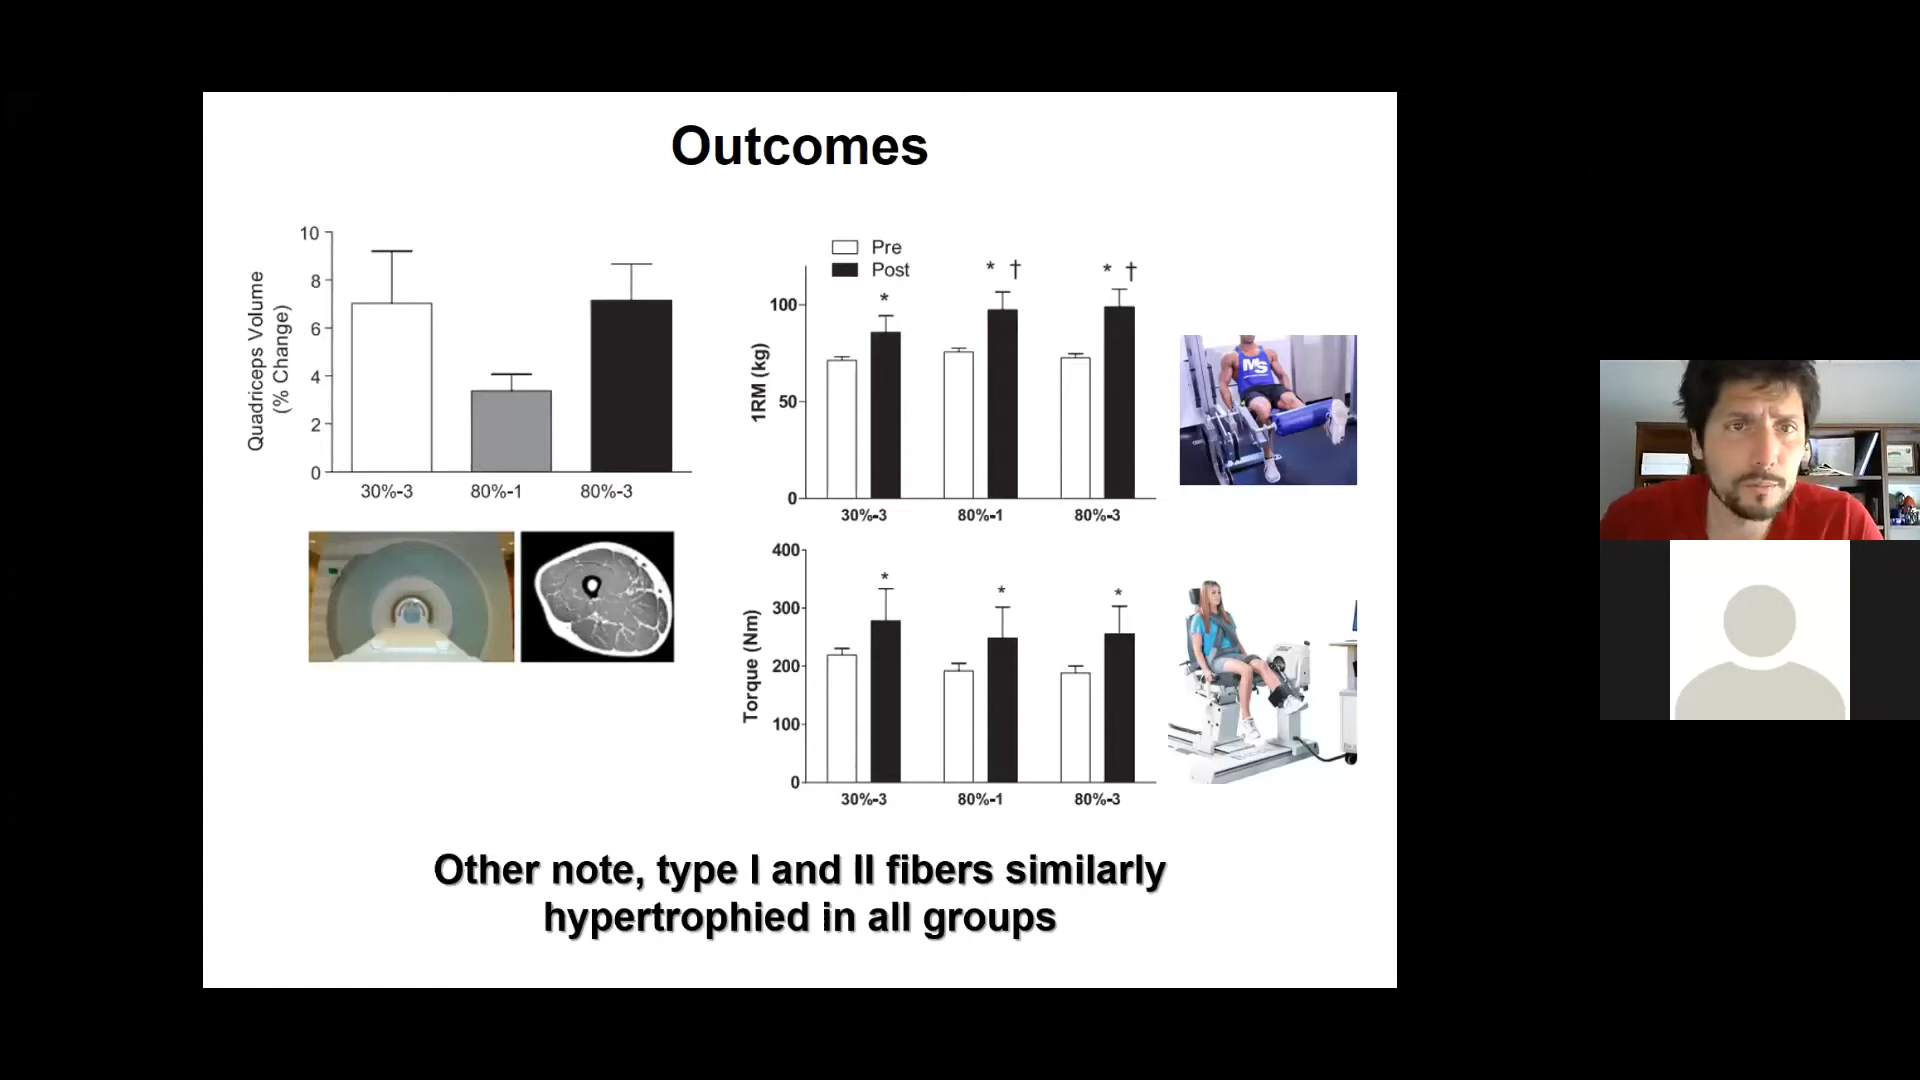 Outcomes
Quadriceps Volume
(% Change)
10
8
6
4
2
0
30%-3
80%-1
80%-3
Pre
Post
1RM (kg)
100
50
0
*
* †
* †
30%-3
80%-1
80%-3
MS
Torque (Nm)
400
300
200
100
0
*
*
*
30%-3
80%-1
80%-3
Other note, type I and II fibers similarly
hypertrophied in all groups